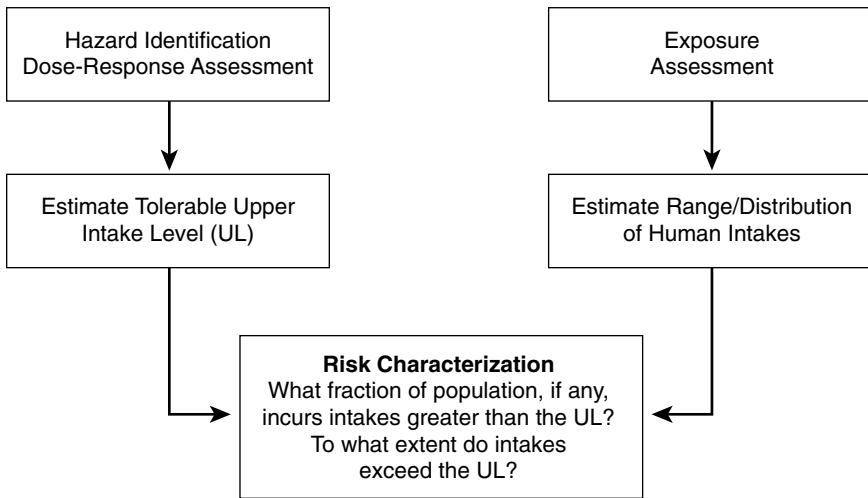 Hazard Identification
Dose-Response Assessment
Exposure
Assessment
Estimate Tolerable Upper
Intake Level (UL)
Estimate Range/Distribution
of Human Intakes
Risk Characterization
What fraction of population, if any,
incurs intakes greater than the UL?
To what extent do intakes
exceed the UL?